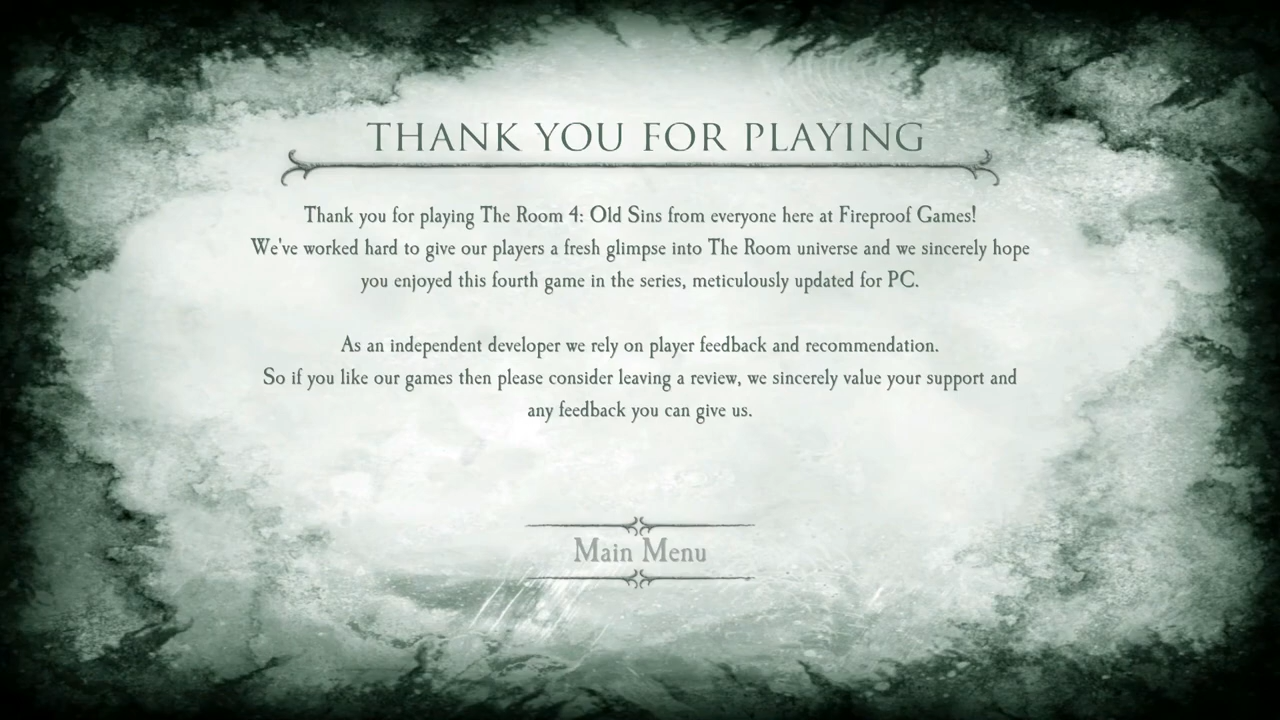 THANK YOU FOR PLAYING
Thank you for playing The Room 4: Old Sins from everyone here at Fireproof Games!
We've worked hard to give our players a fresh glimpse into The Room universe and we sincerely hope
you enjoyed this fourth game in the series, meticulously updated for PC.
As an independent developer we rely on player feedback and recommendation.
So if you like our games then please consider leaving a review, we sincerely value your support and
any feedback you can give us.
Main Menu